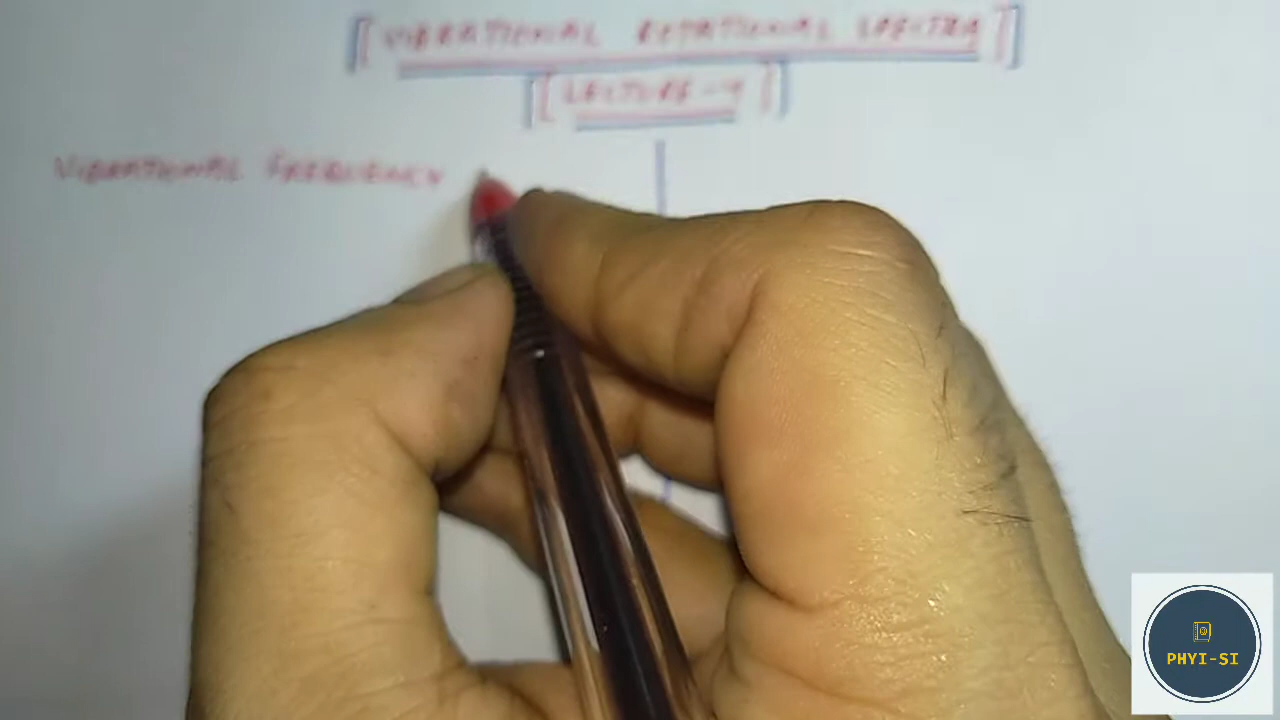 [VIBRATIONAL ROTATIONAL SPECTRA]
[LECTURE-4]
VIBRATIONAL FREQUENCY
PHYI-SI